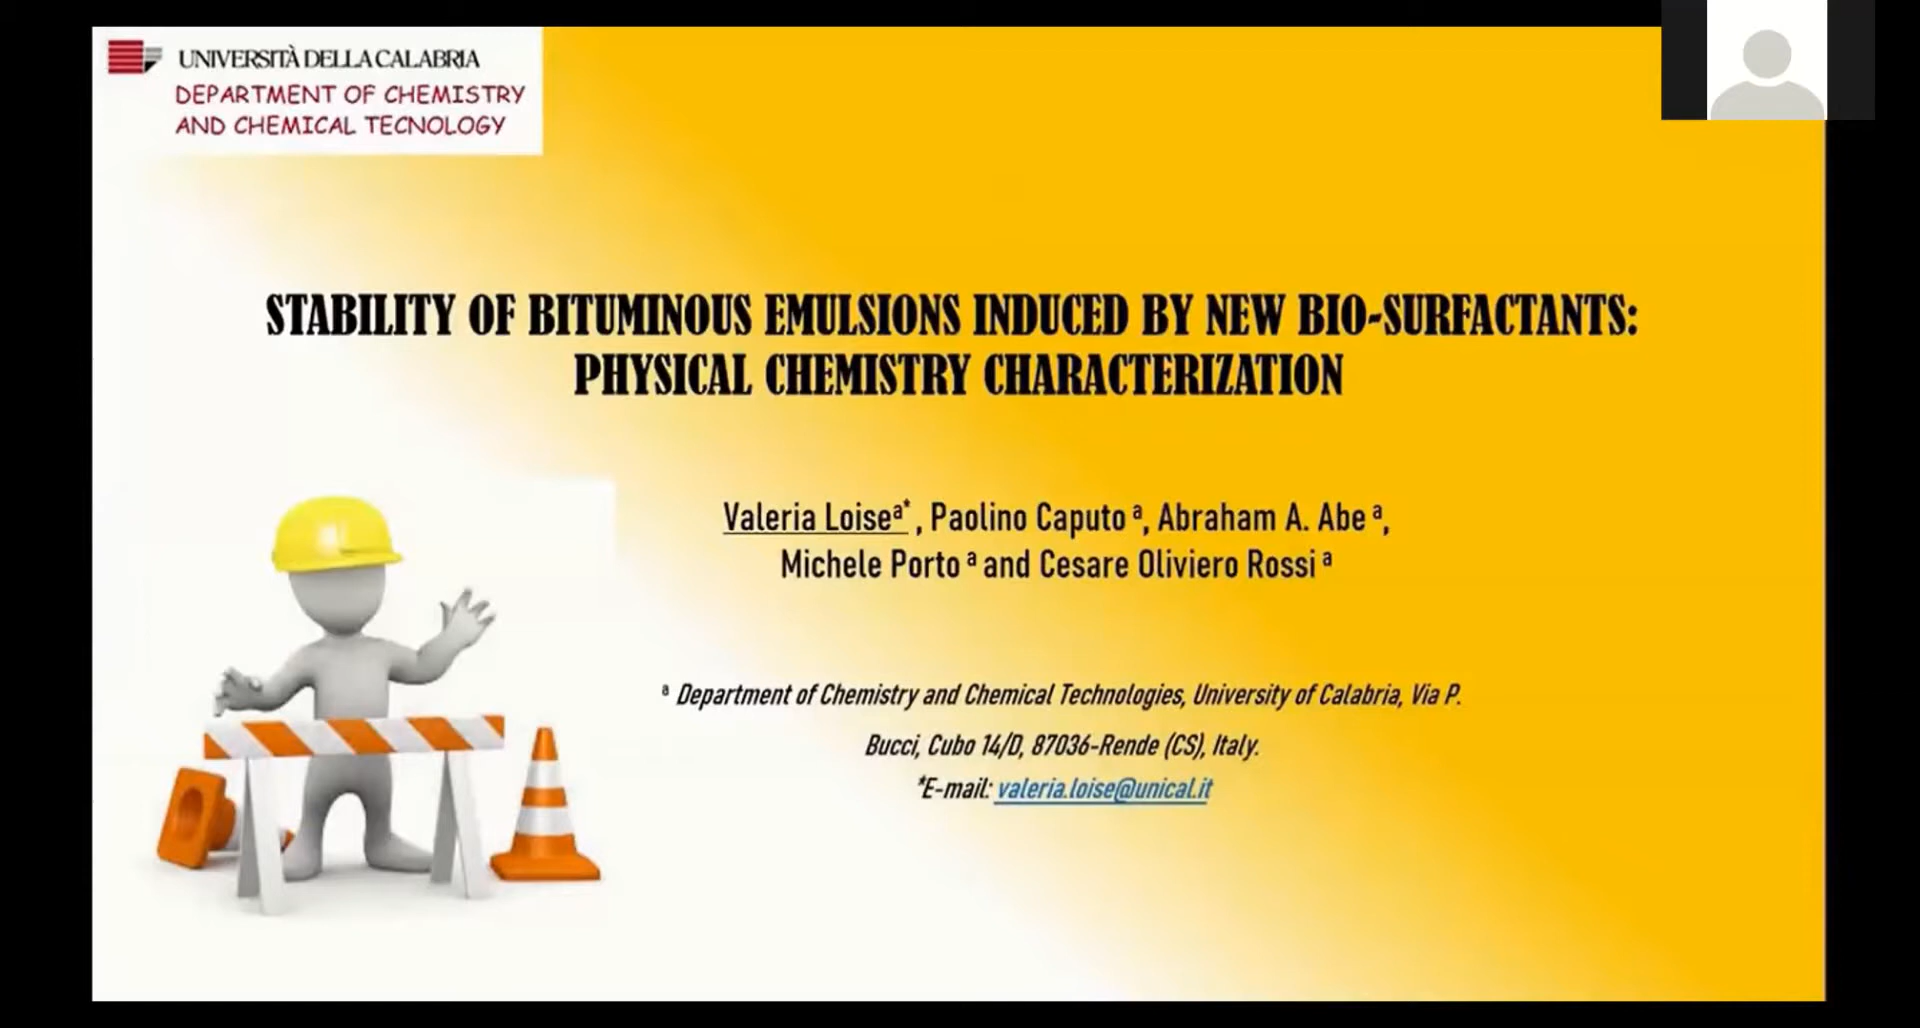 UNIVERSITÀ DELLA CALABRIA
DEPARTMENT OF CHEMISTRY
AND CHEMICAL TECNOLOGY
STABILITY OF BITUMINOUS EMULSIONS INDUCED BY NEW BIO-SURFACTANTS:
PHYSICAL CHEMISTRY CHARACTERIZATION
Valeria Loise a* , Paolino Caputo a, Abraham A. Abe a,
Michele Porto a and Cesare Oliviero Rossi a
a Department of Chemistry and Chemical Technologies, University of Calabria, Via P.
Bucci, Cubo 14/D, 87036-Rende (CS), Italy.
*E-mail: valeria.loise@unical.it